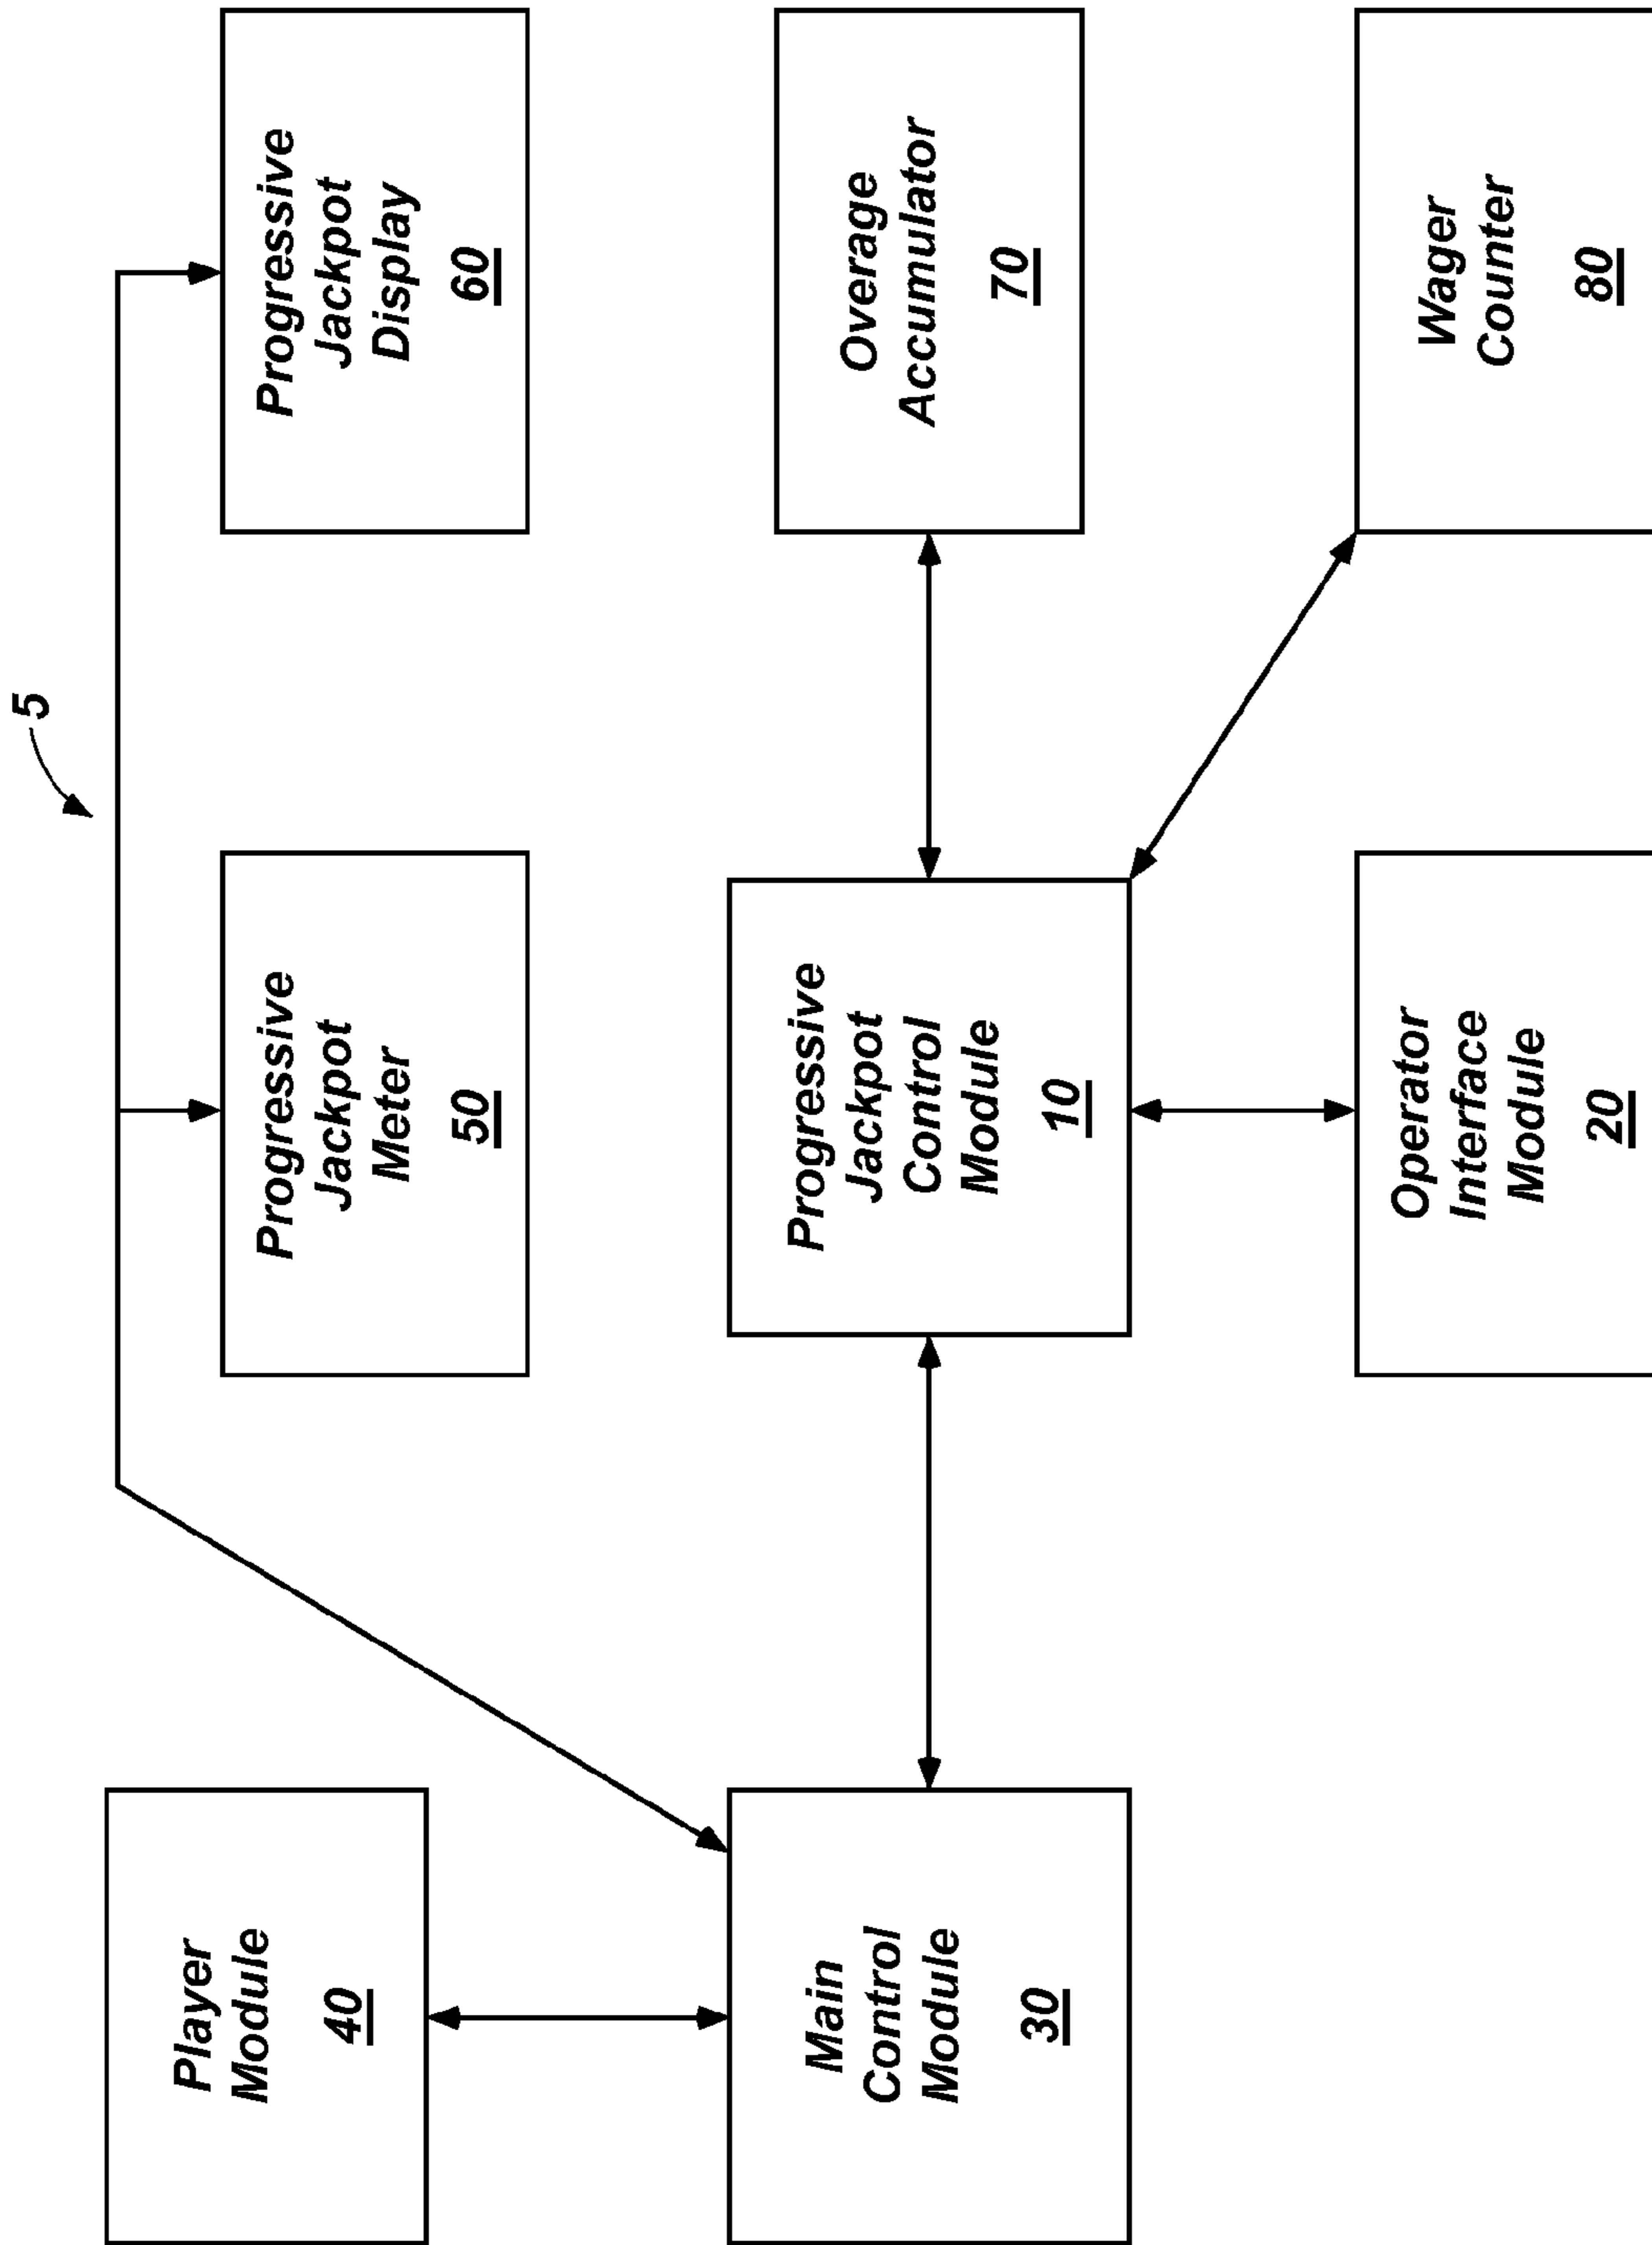 5
Player
Module
40
Progressive
Jackpot
Meter
50
Progressive
Jackpot
Display
60
Main
Control
Module
30
Progressive
Jackpot
Control
Module
10
Overage
Accumulator
70
Operator
Interface
Module
20
Wager
Counter
80